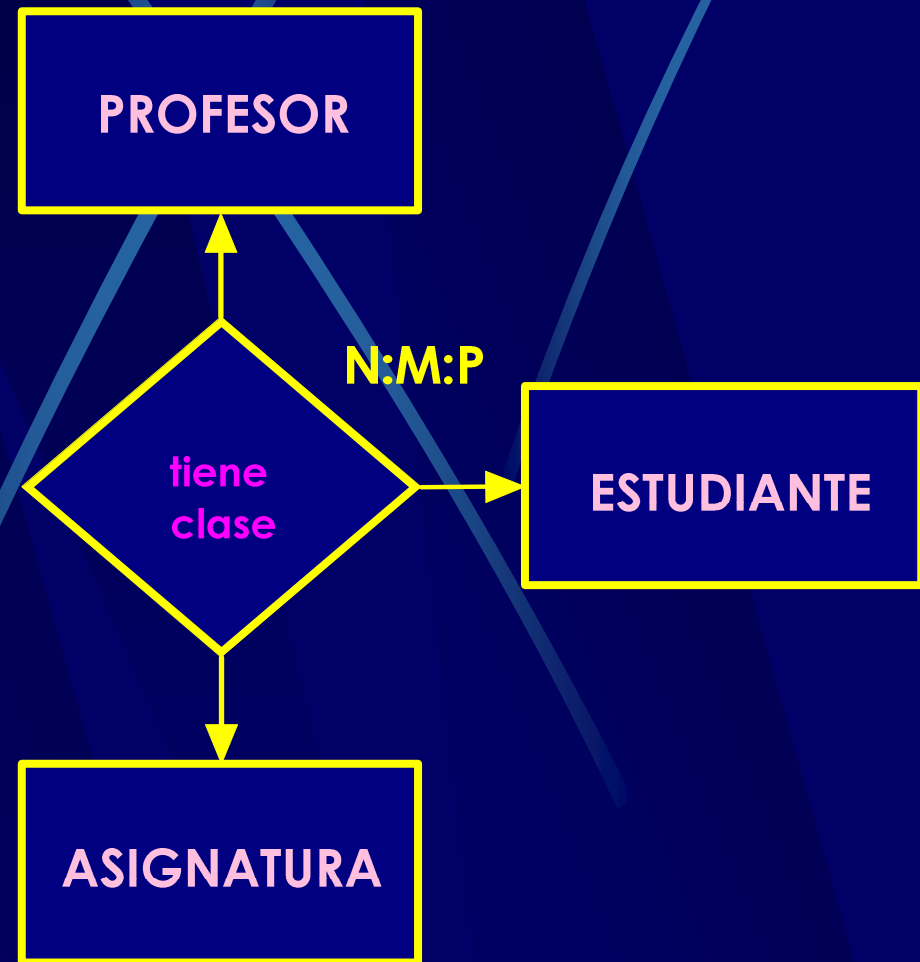 PROFESOR
N:M:P
tiene
clase
ESTUDIANTE
ASIGNATURA